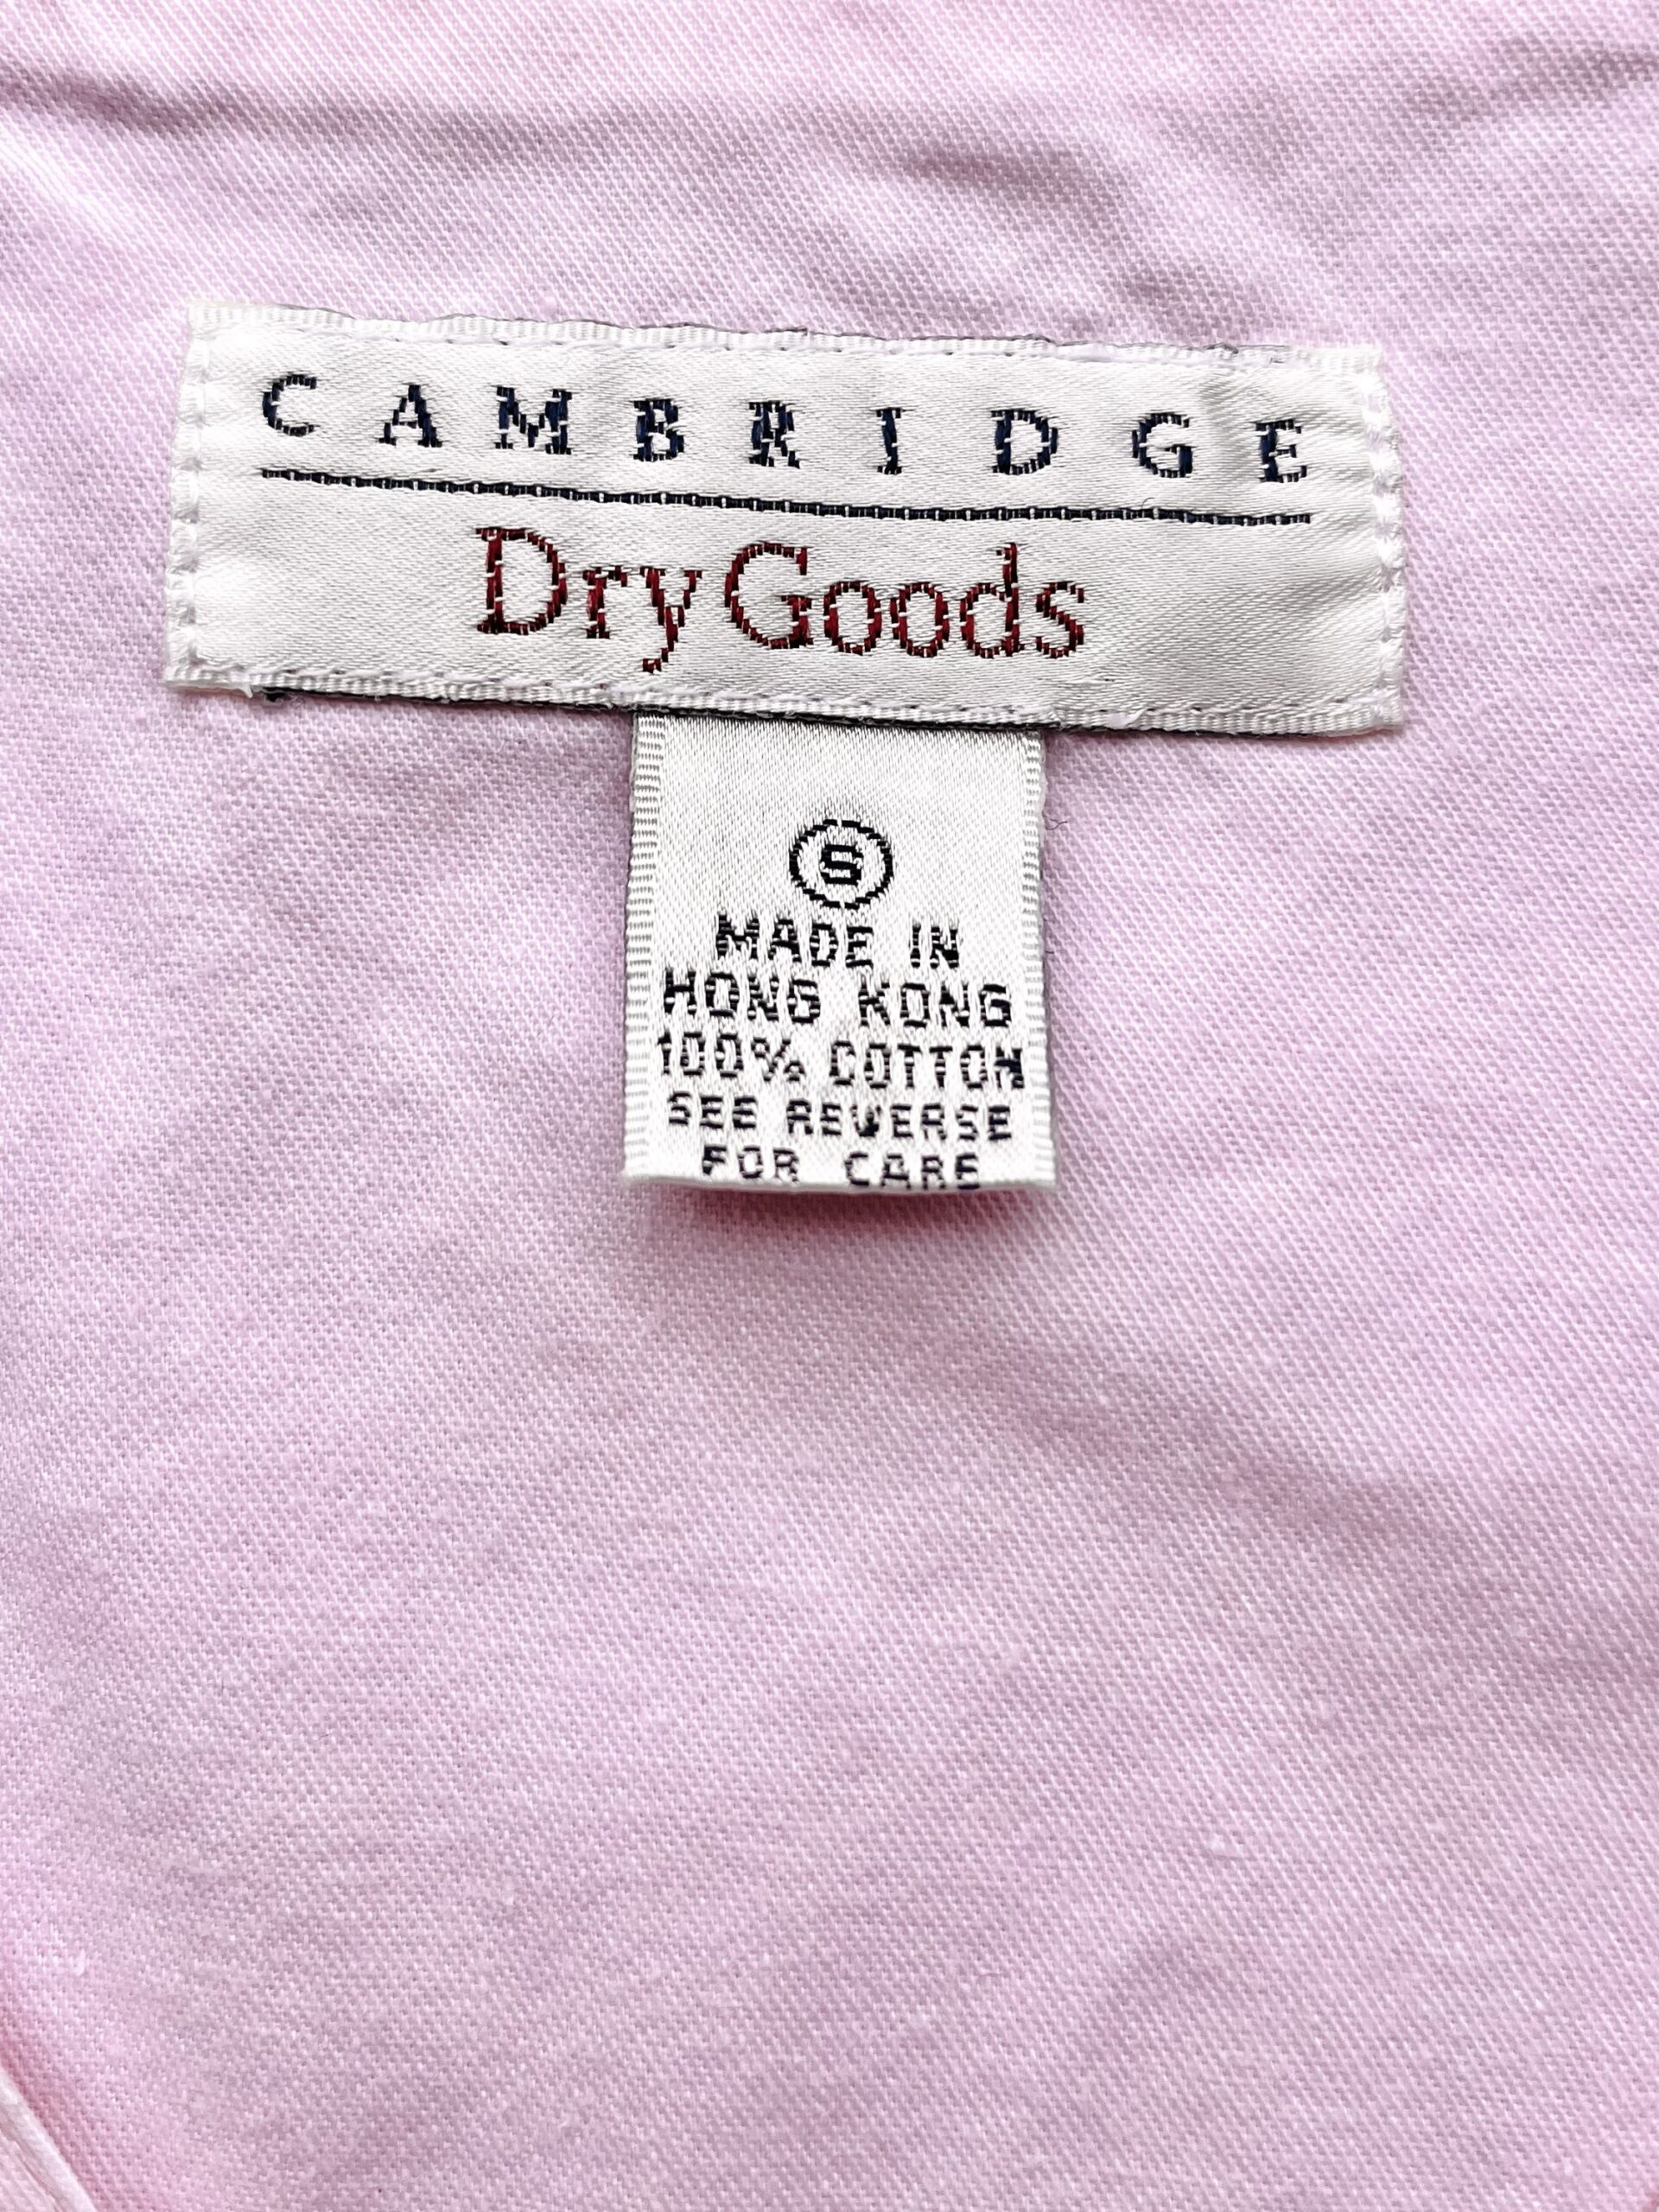 CAMBRIDGE
Dry Goods
S
MADE IN
HONG KONG
100% COTTON
SEE REVERSE
FOR CARE